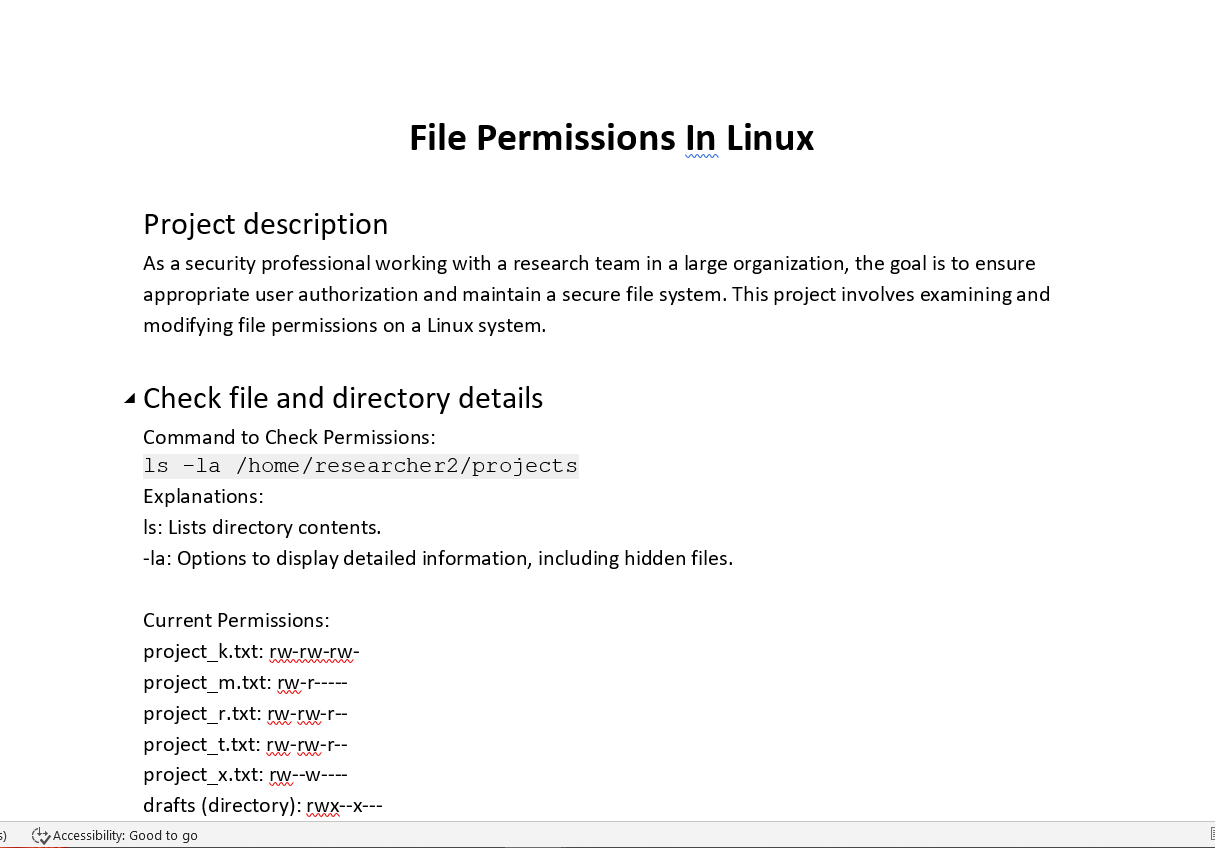 File Permissions In Linux
Project description
As a security professional working with a research team in a large organization, the goal is to ensure
appropriate user authorization and maintain a secure file system. This project involves examining and
modifying file permissions on a Linux system.
Check file and directory details
Command to Check Permissions:
ls -la /home/researcher2/projects
Explanations:
ls: Lists directory contents.
-la: Options to display detailed information, including hidden files.
Current Permissions:
project_k.txt: rw-rw-rw-
project_m.txt: rw-r-----
project_r.txt: rw-rw-r--
project_t.txt: rw-rw-r--
project_x.txt: rw--w----
drafts (directory): rwx--x---
s) Accessibility: Good to go